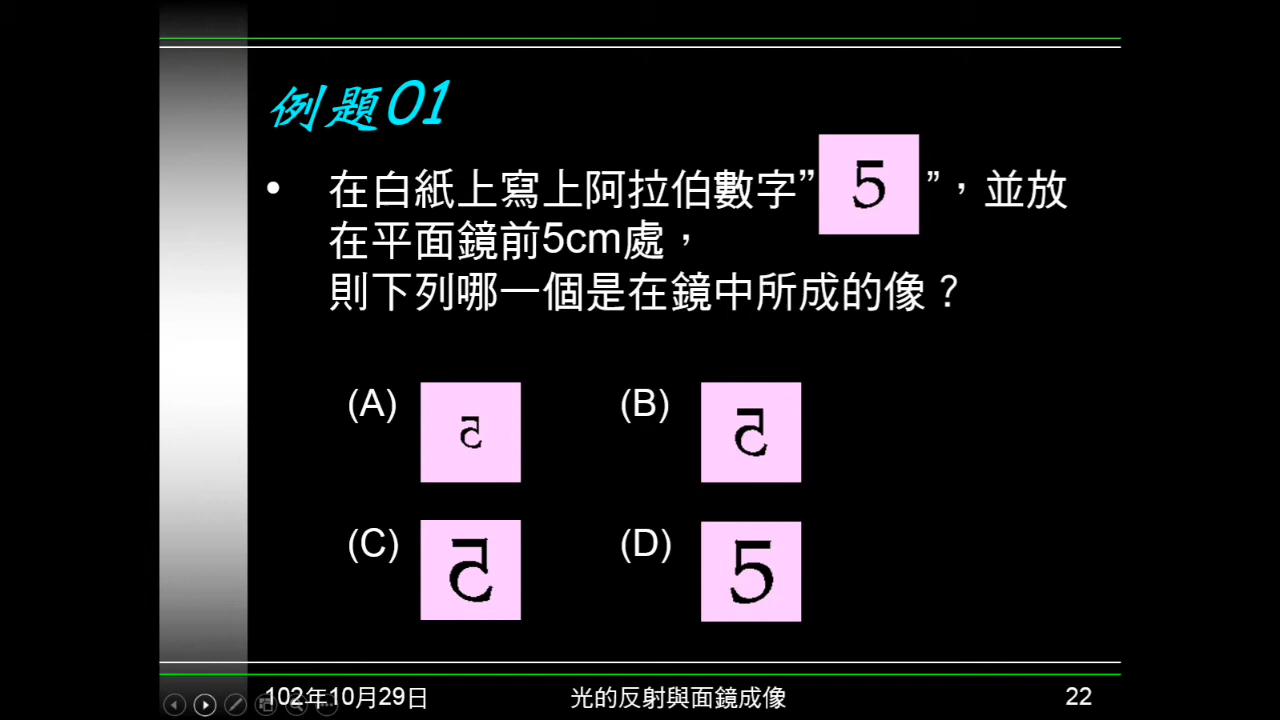 例題01
• 在白紙上寫上阿拉伯數字” 5 ”，並放
在平面鏡前5cm處，
則下列哪一個是在鏡中所成的像？
(A) (B)
(C) (D) 5
102年10月29日 光的反射與面鏡成像 22